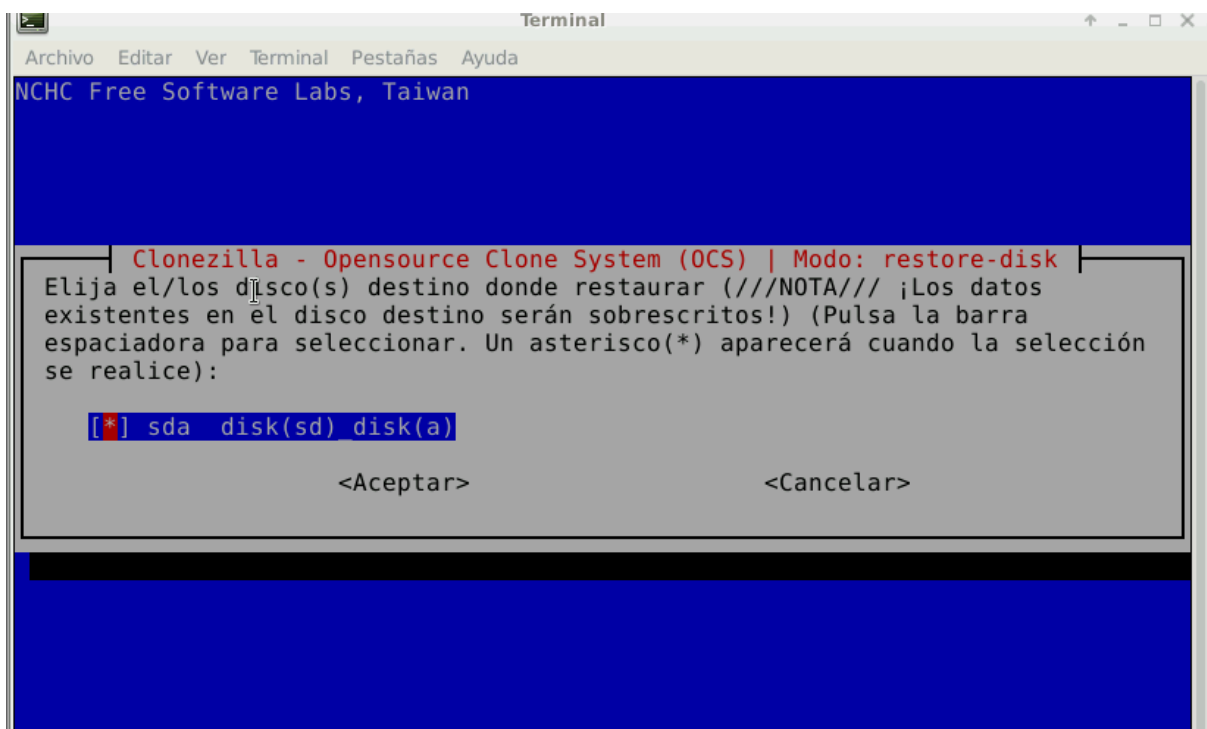 Terminal
Archivo Editar Ver Terminal Pestañas Ayuda
NCHC Free Software Labs, Taiwan
Clonezilla - Opensource Clone System (OCS) | Modo: restore-disk
Elija el/los disco(s) destino donde restaurar (///NOTA/// ¡Los datos
existentes en el disco destino serán sobrescritos!) (Pulsa la barra
espaciadora para seleccionar. Un asterisco(*) aparecerá cuando la selección
se realice):
[*] sda disk(sd)_disk(a)
<Aceptar> <Cancelar>